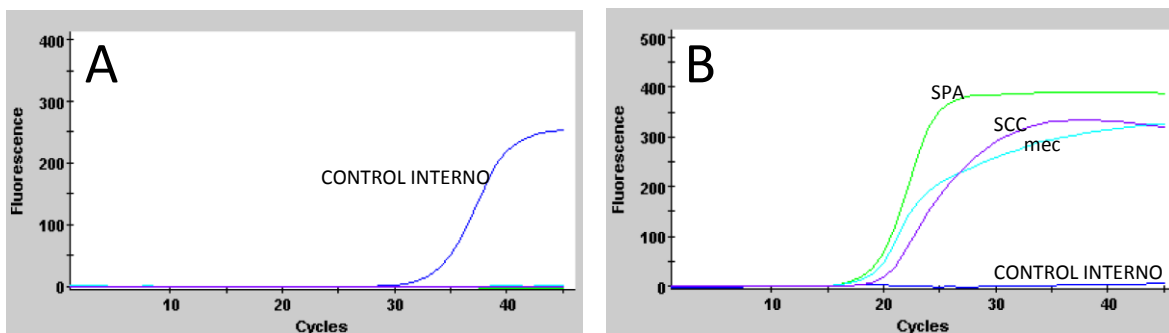 A
400
300
200
100
0
Fluorescence
CONTROL INTERNO
10
20
30
40
Cycles
B
500
400
300
200
100
0
Fluorescence
SPA
SCC
mec
CONTROL INTERNO
10
20
30
40
Cycles